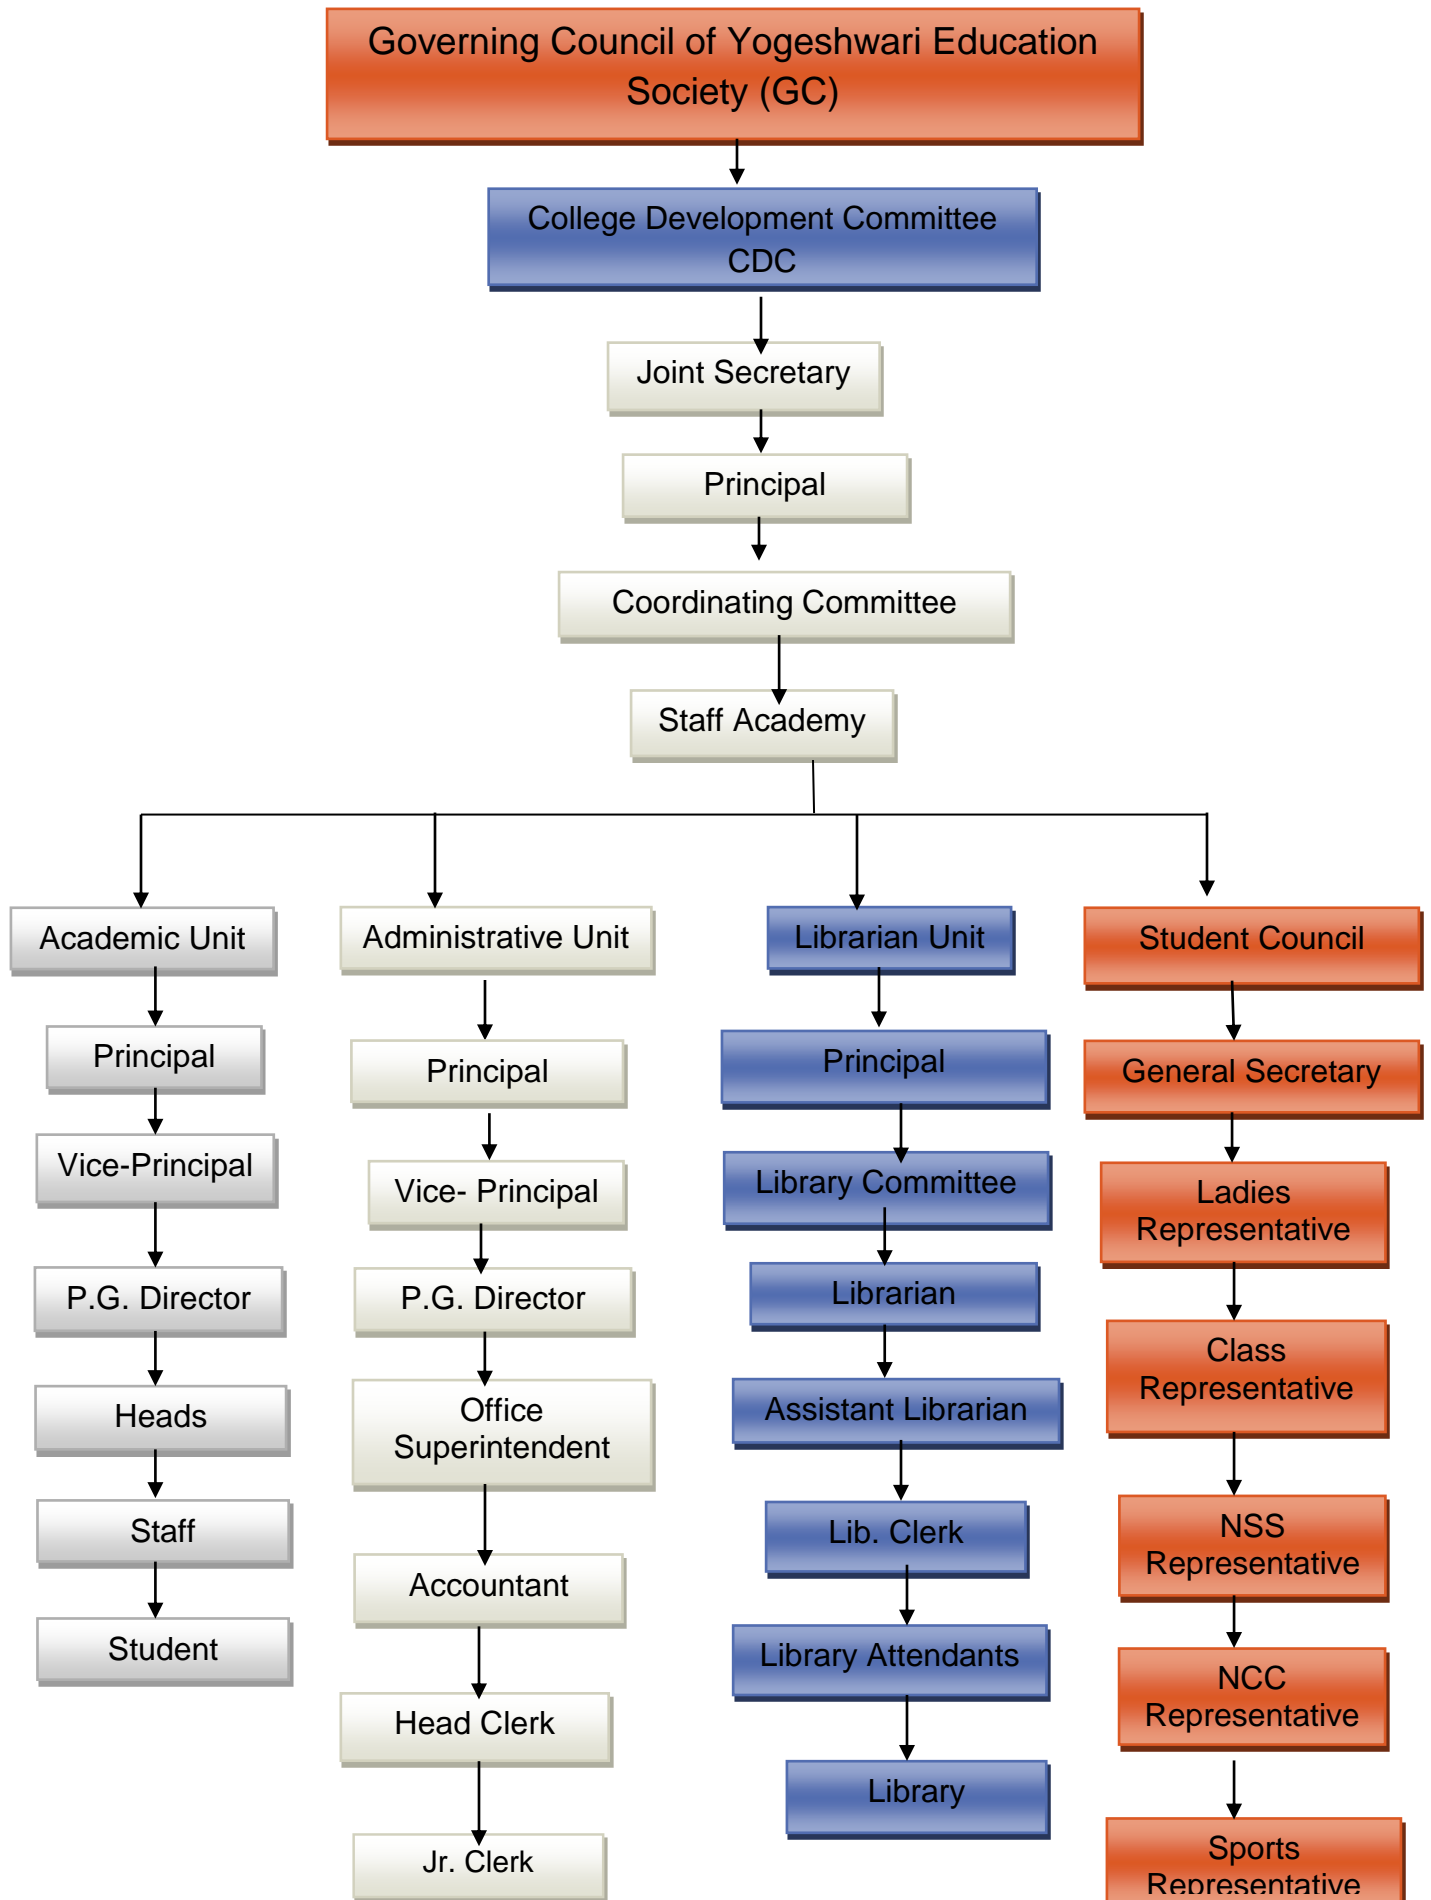 Governing Council of Yogeshwari Education
Society (GC)
College Development Committee
CDC
Joint Secretary
Principal
Coordinating Committee
Staff Academy
Academic Unit
Principal
Vice-Principal
P.G. Director
Heads
Staff
Student
Administrative Unit
Principal
Vice- Principal
P.G. Director
Office
Superintendent
Accountant
Head Clerk
Jr. Clerk
Librarian Unit
Principal
Library Committee
Librarian
Assistant Librarian
Lib. Clerk
Library Attendants
Library
Student Council
General Secretary
Ladies
Representative
Class
Representative
NSS
Representative
NCC
Representative
Sports
Representative